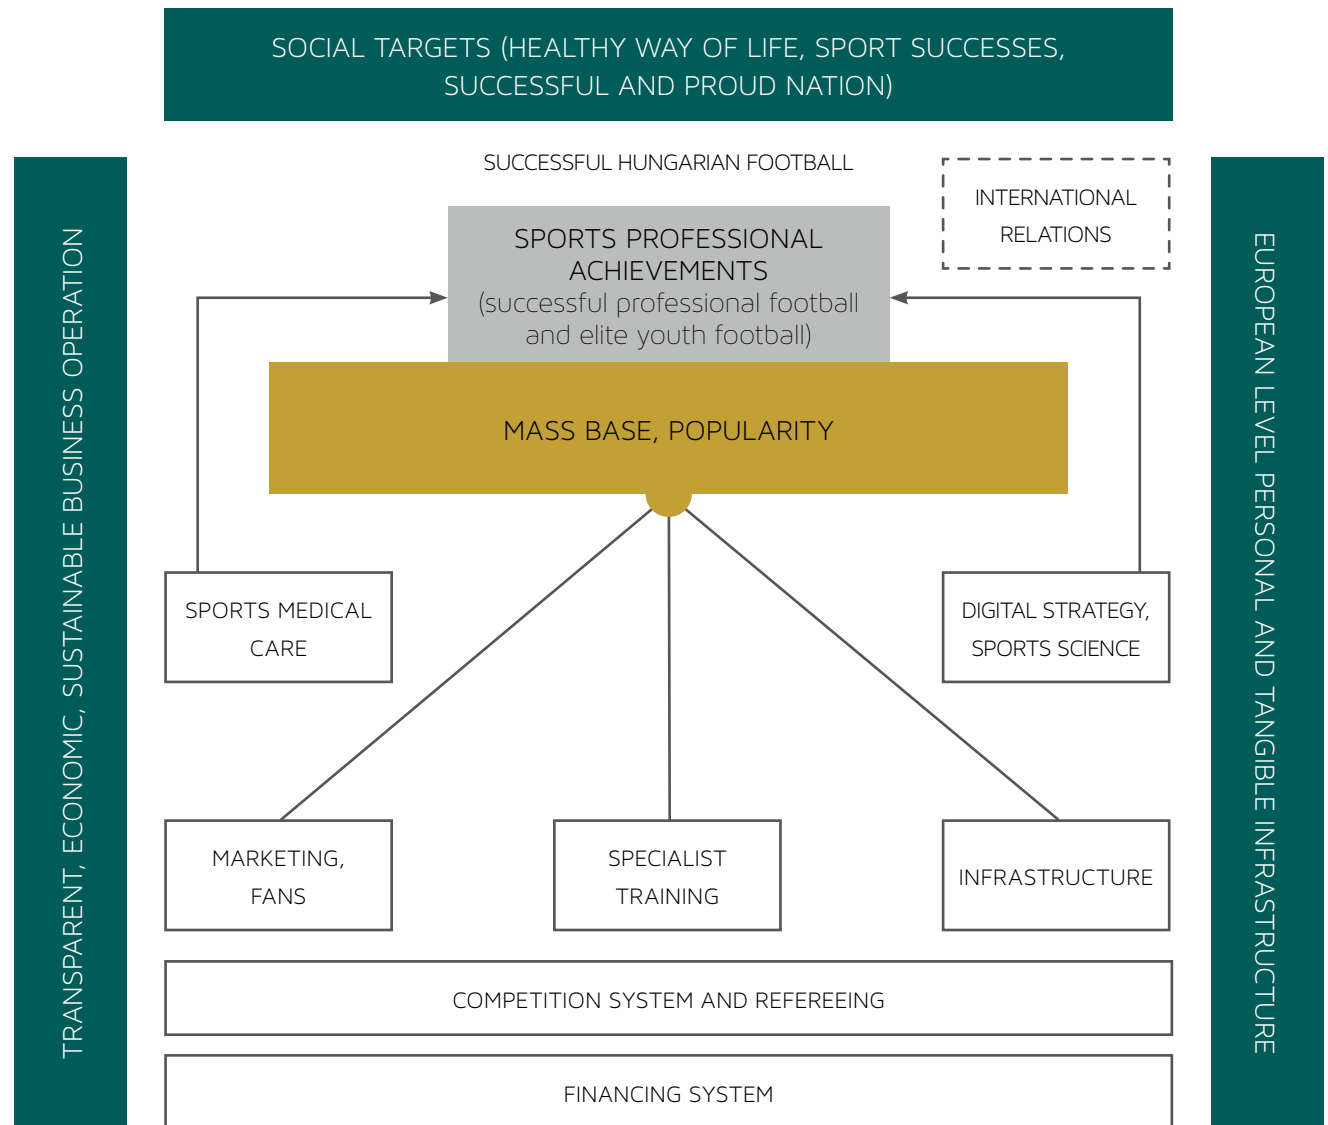 SOCIAL TARGETS (HEALTHY WAY OF LIFE, SPORT SUCCESSES,
SUCCESSFUL AND PROUD NATION)
TRANSPARENT, ECONOMIC, SUSTAINABLE BUSINESS OPERATION
SUCCESSFUL HUNGARIAN FOOTBALL
INTERNATIONAL
RELATIONS
SPORTS PROFESSIONAL
ACHIEVEMENTS
(successful professional football
and elite youth football)
MASS BASE, POPULARITY
SPORTS MEDICAL
CARE
DIGITAL STRATEGY,
SPORTS SCIENCE
MARKETING,
FANS
SPECIALIST
TRAINING
INFRASTRUCTURE
COMPETITION SYSTEM AND REFEREEING
FINANCING SYSTEM
EUROPEAN LEVEL PERSONAL AND TANGIBLE INFRASTRUCTURE